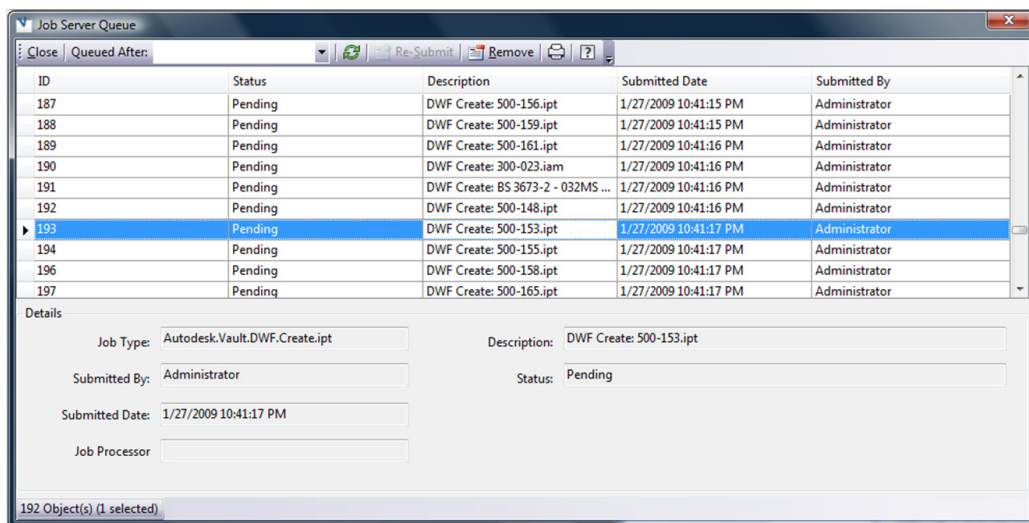 Job Server Queue
Close Queued After: Re-Submit Remove
ID Status Description Submitted Date Submitted By
187 Pending DWF Create: 500-156.ipt 1/27/2009 10:41:15 PM Administrator
188 Pending DWF Create: 500-159.ipt 1/27/2009 10:41:15 PM Administrator
189 Pending DWF Create: 500-161.ipt 1/27/2009 10:41:16 PM Administrator
190 Pending DWF Create: 300-023.iam 1/27/2009 10:41:16 PM Administrator
191 Pending DWF Create: BS 3673-2 - 032MS ... 1/27/2009 10:41:16 PM Administrator
192 Pending DWF Create: 500-148.ipt 1/27/2009 10:41:16 PM Administrator
193 Pending DWF Create: 500-153.ipt 1/27/2009 10:41:17 PM Administrator
194 Pending DWF Create: 500-155.ipt 1/27/2009 10:41:17 PM Administrator
196 Pending DWF Create: 500-158.ipt 1/27/2009 10:41:17 PM Administrator
197 Pending DWF Create: 500-165.ipt 1/27/2009 10:41:17 PM Administrator
Details
Job Type: Autodesk.Vault.DWF.Create.ipt Description: DWF Create: 500-153.ipt
Submitted By: Administrator Status: Pending
Submitted Date: 1/27/2009 10:41:17 PM
Job Processor
192 Object(s) (1 selected)